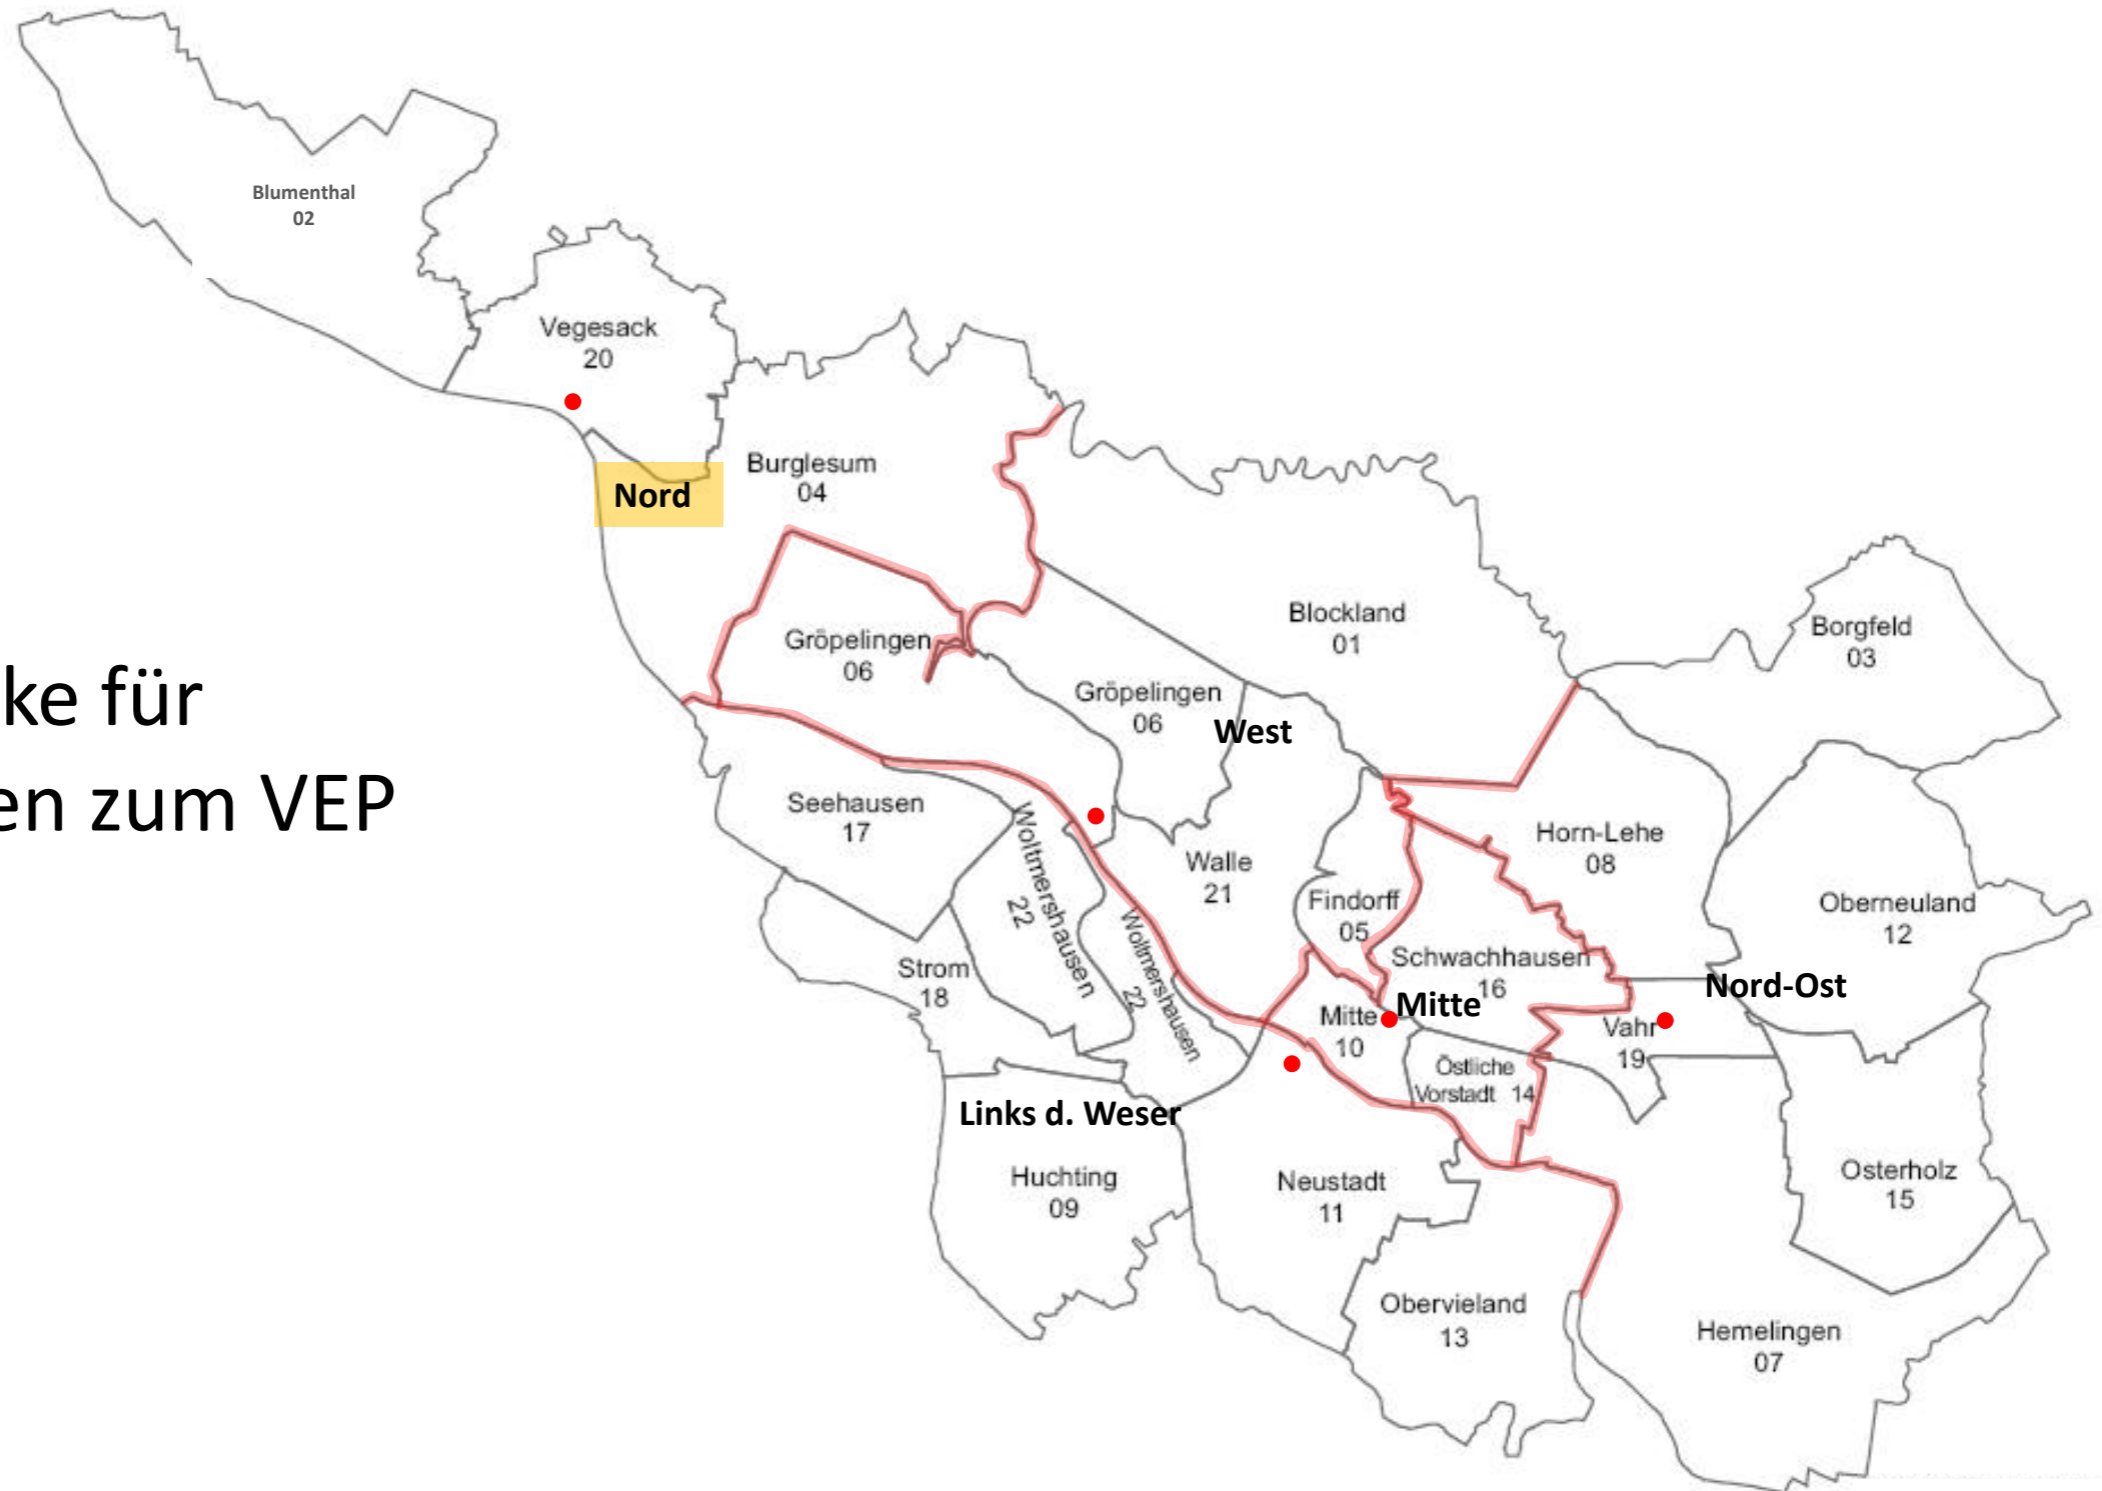 Blumenthal
02
Vegesack
20
Burglesum
04
Nord
Gröpelingen
06
Gröpelingen
06
West
Blockland
01
Borgfeld
03
ke für
en zum VEP
Seehausen
17
Woltmershausen
22
Woltmershausen
22
Walle
21
Findorff
05
Horn-Lehe
08
Oberneuland
12
Strom
18
Schwachhausen
16
Nord-Ost
Mitte
Mitte
10
Vahr
19
Östliche
Vorstadt 14
Links d. Weser
Huchting
09
Neustadt
11
Osterholz
15
Obervieland
13
Hemelingen
07